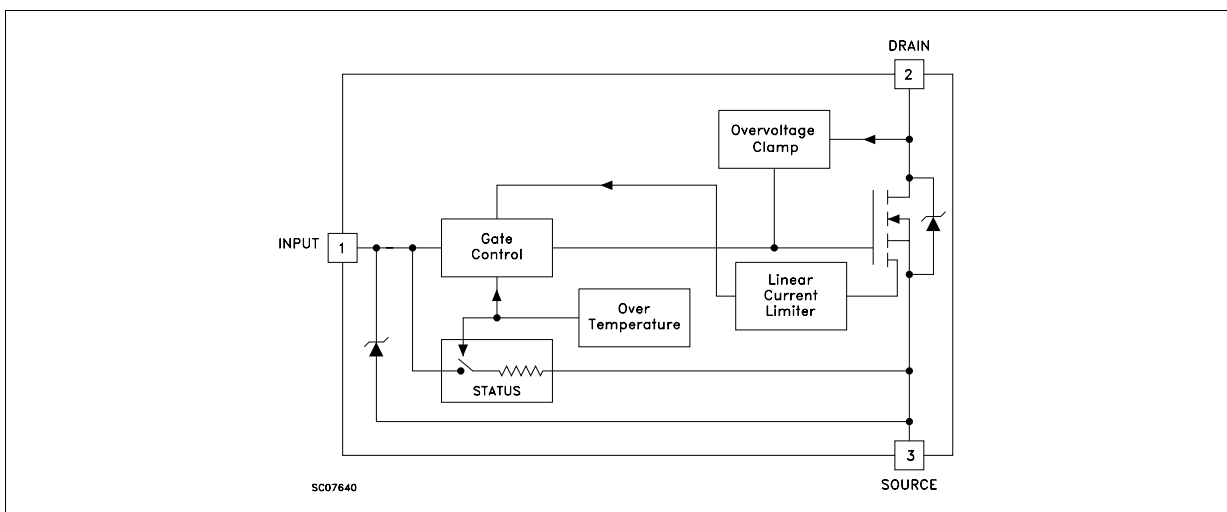 DRAIN
2
Overvoltage
Clamp
INPUT
1
Gate
Control
Linear
Current
Limiter
Over
Temperature
STATUS
3
SOURCE
SC07640